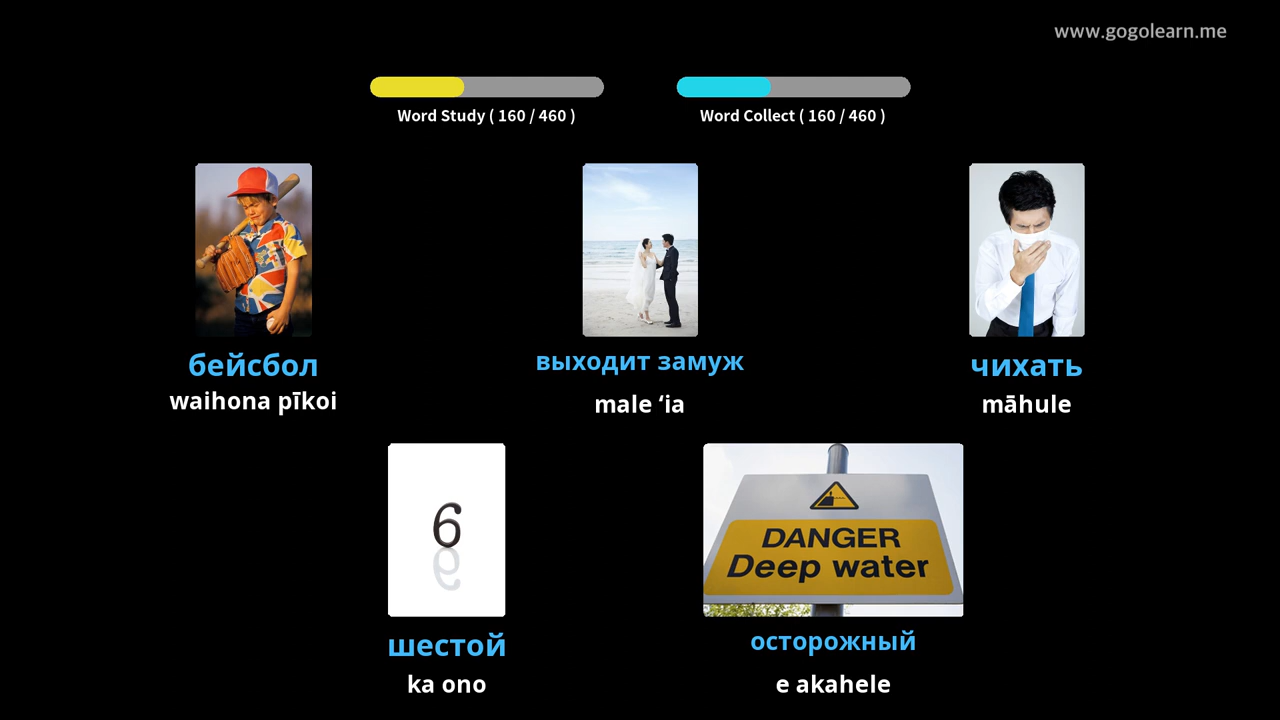 www.gogolearn.me
Word Study ( 160 / 460 )
Word Collect ( 160 / 460 )
бейсбол
waihona pīkoi
выходит замуж
male ‘ia
чихать
māhule
6
шестой
ka ono
DANGER
Deep water
осторожный
e akahele